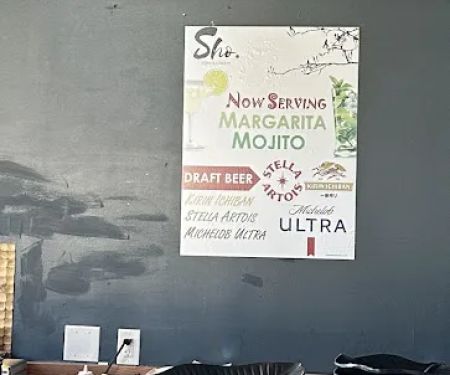 Sho.
Now Serving
Margarita
Mojito
DRAFT BEER
STELLA
ARTOIS
KIRIN ICHIBAN
Kirin Ichiban
Stella Artois
Michelob Ultra
Michelob
ULTRA